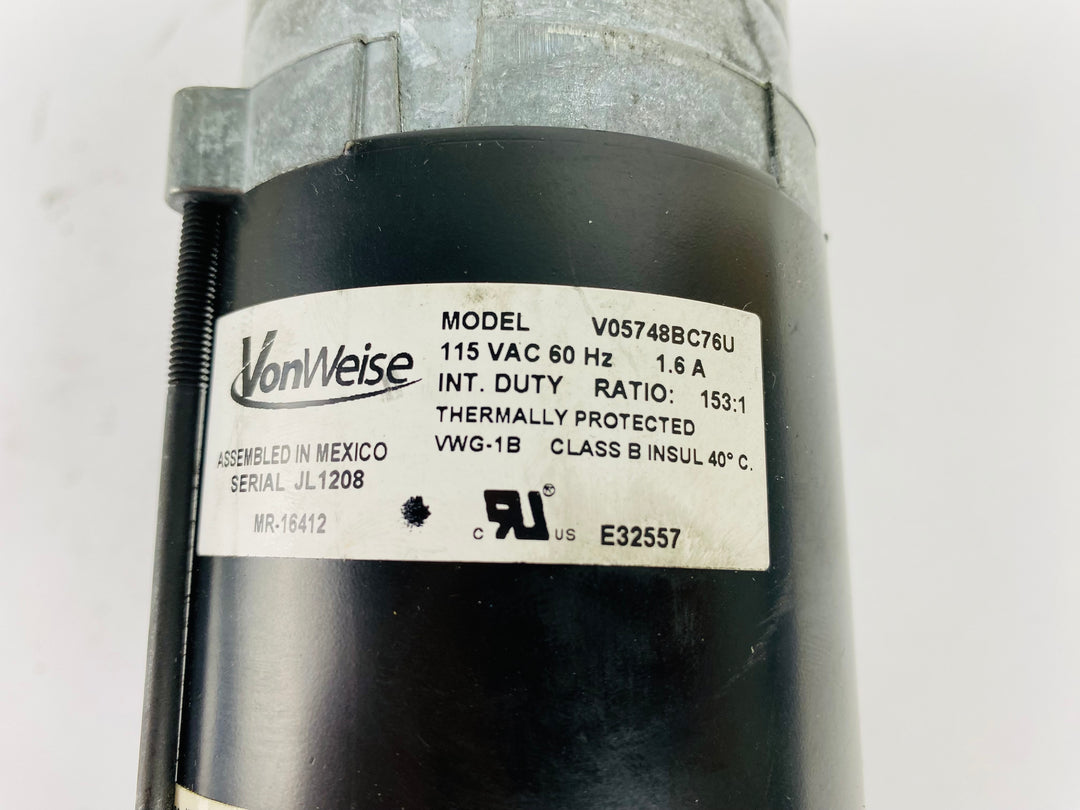 VonWeise
MODEL V05748BC76U
115 VAC 60 Hz 1.6 A
INT. DUTY RATIO: 153:1
THERMALLY PROTECTED
VWG-1B CLASS B INSUL 40° C.
ASSEMBLED IN MEXICO
SERIAL JL1208
MR-16412
C RU® US E32557